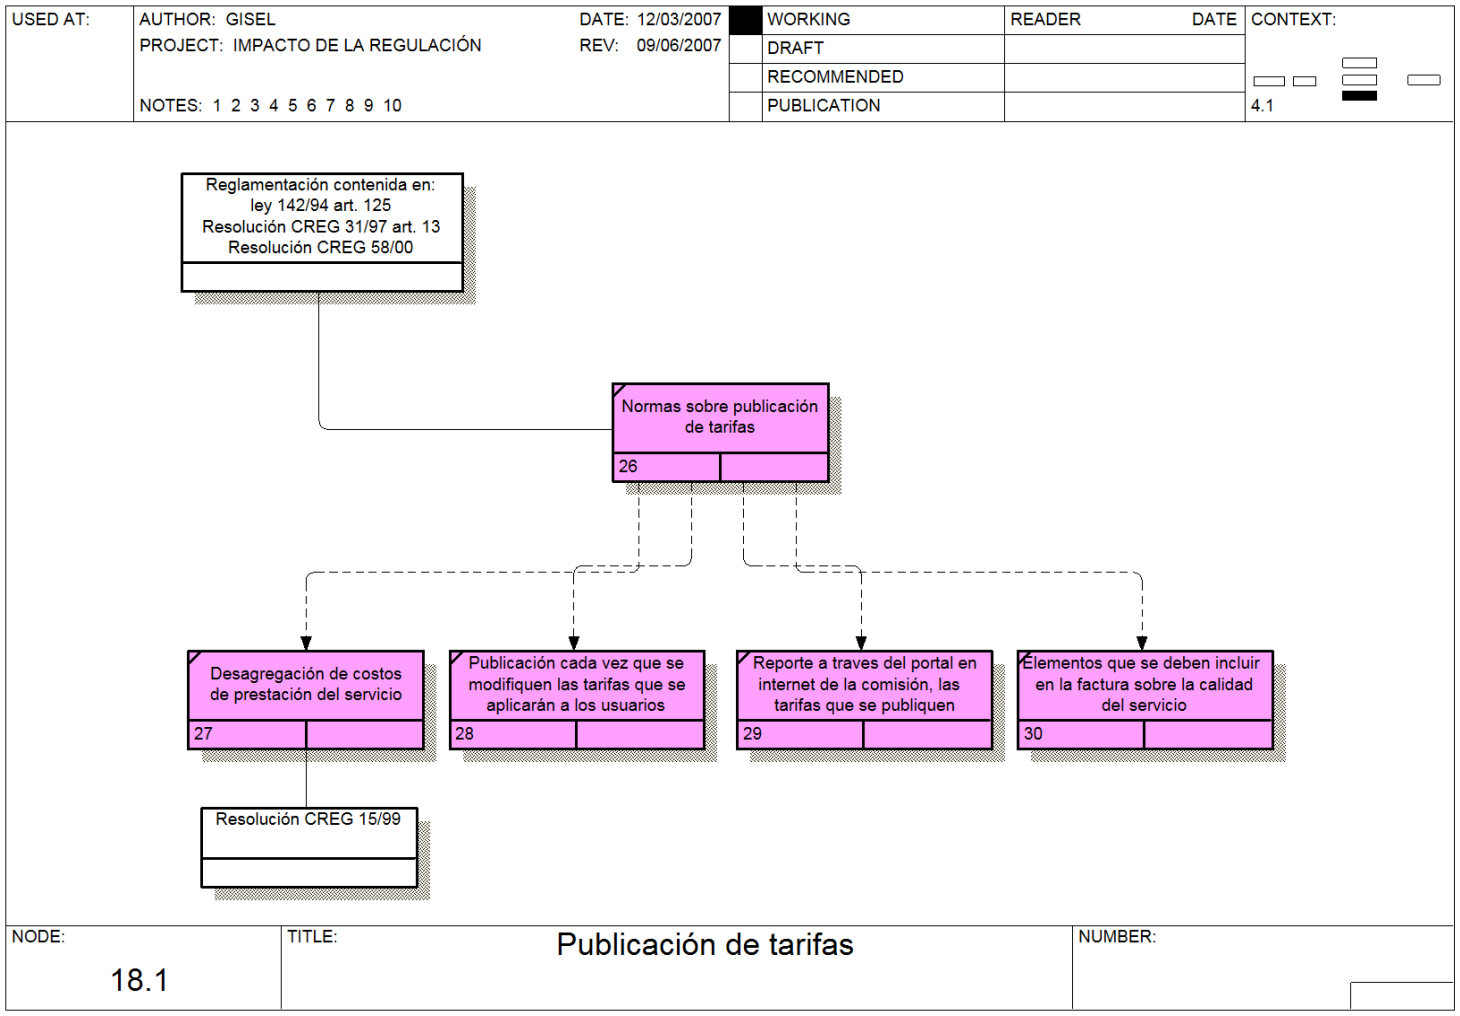 USED AT:
AUTHOR: GISEL
DATE: 12/03/2007
WORKING
READER
DATE
CONTEXT:
PROJECT: IMPACTO DE LA REGULACIÓN
REV: 09/06/2007
DRAFT
RECOMMENDED
NOTES: 1 2 3 4 5 6 7 8 9 10
PUBLICATION
4.1
Reglamentación contenida en:
ley 142/94 art. 125
Resolución CREG 31/97 art. 13
Resolución CREG 58/00
Normas sobre publicación
de tarifas
26
Desagregación de costos
de prestación del servicio
27
Publicación cada vez que se
modifiquen las tarifas que se
aplicarán a los usuarios
28
Reporte a traves del portal en
internet de la comisión, las
tarifas que se publiquen
29
Elementos que se deben incluir
en la factura sobre la calidad
del servicio
30
Resolución CREG 15/99
NODE:
18.1
TITLE:
Publicación de tarifas
NUMBER: